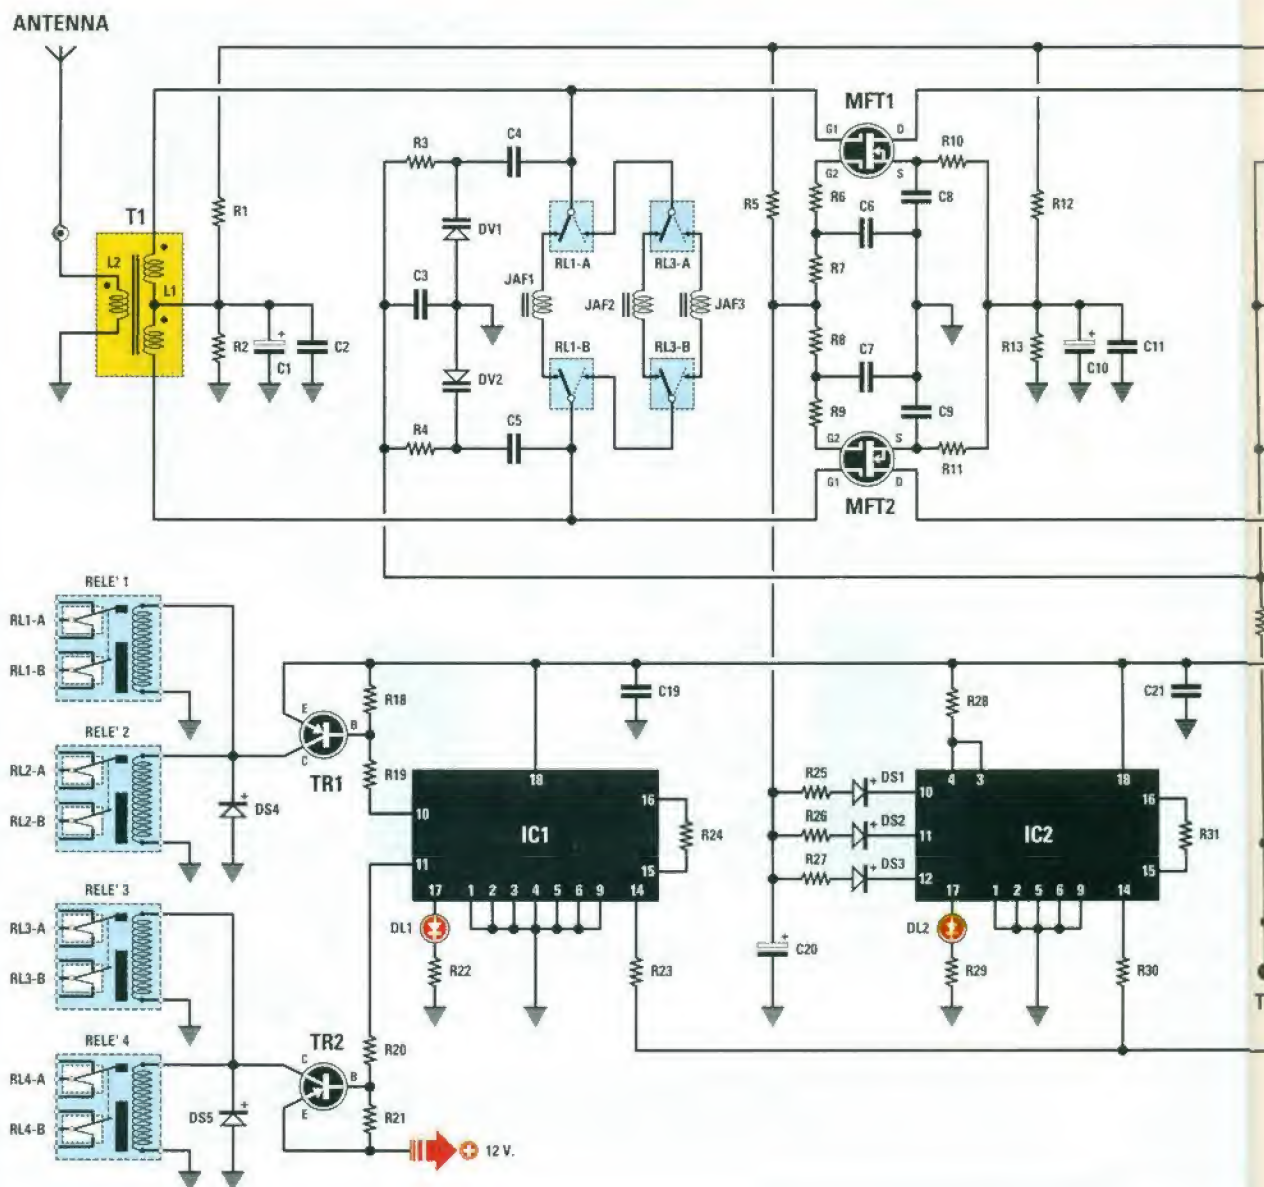 ANTENNA
MFT1
G1 D
G2 S
R10
R3 C4
R1
R5 R6 C6 C8 R12
T1
L2 L1
DV1
RL1-A RL3-A
C3 JAF1 JAF2 JAF3
R7
R2 + C1 C2
RL1-B RL3-B
R8 C7 R13 + C10 C11
DV2
R4 C5
R9 C9
G2 S
G1 D
R11
MFT2
RELE' 1
RL1-A
RL1-B
RELE' 2
RL2-A
RL2-B
+ DS4
E B C
TR1
R18
R19
C19
R28
C21
18
10
11
IC1
16
15
R24
17 1 2 3 4 5 6 9 14
DL1
R22
R23
R25 + DS1
R26 + DS2
R27 + DS3
+ C20
4 3 18
10
11
12
IC2
16
15
R31
17 1 2 5 6 9 14
DL2
R29
R30
T
RELE' 3
RL3-A
RL3-B
RELE' 4
RL4-A
RL4-B
DS5 +
TR2
C B E
R20
R21
+ 12 V.